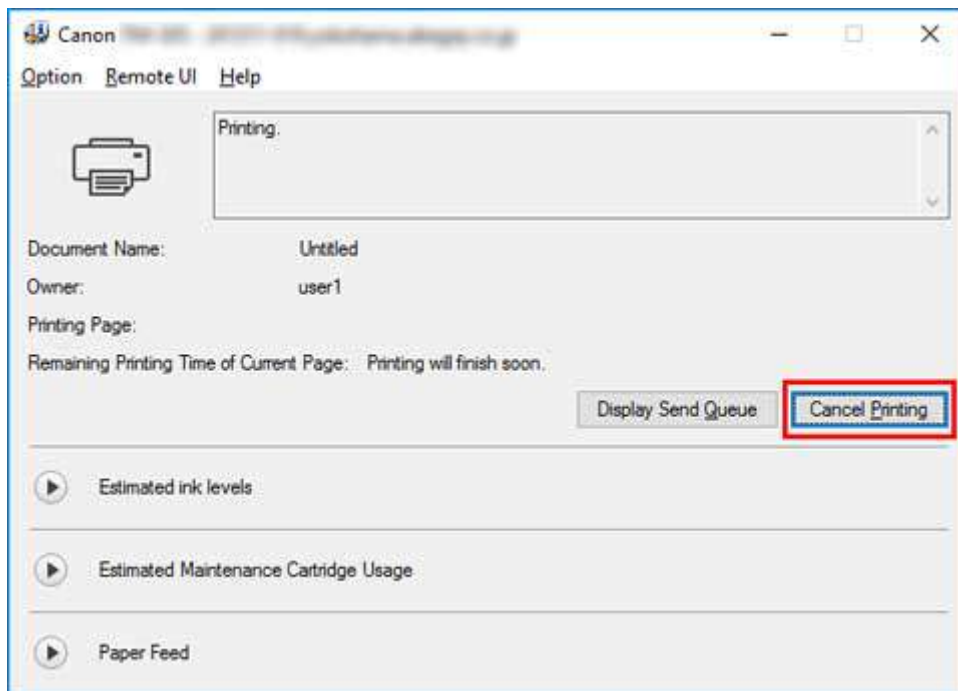 Canon
Option Remote UI Help
Printing.
Document Name: Untitled
Owner: user1
Printing Page:
Remaining Printing Time of Current Page: Printing will finish soon.
Display Send Queue Cancel Printing
Estimated ink levels
Estimated Maintenance Cartridge Usage
Paper Feed